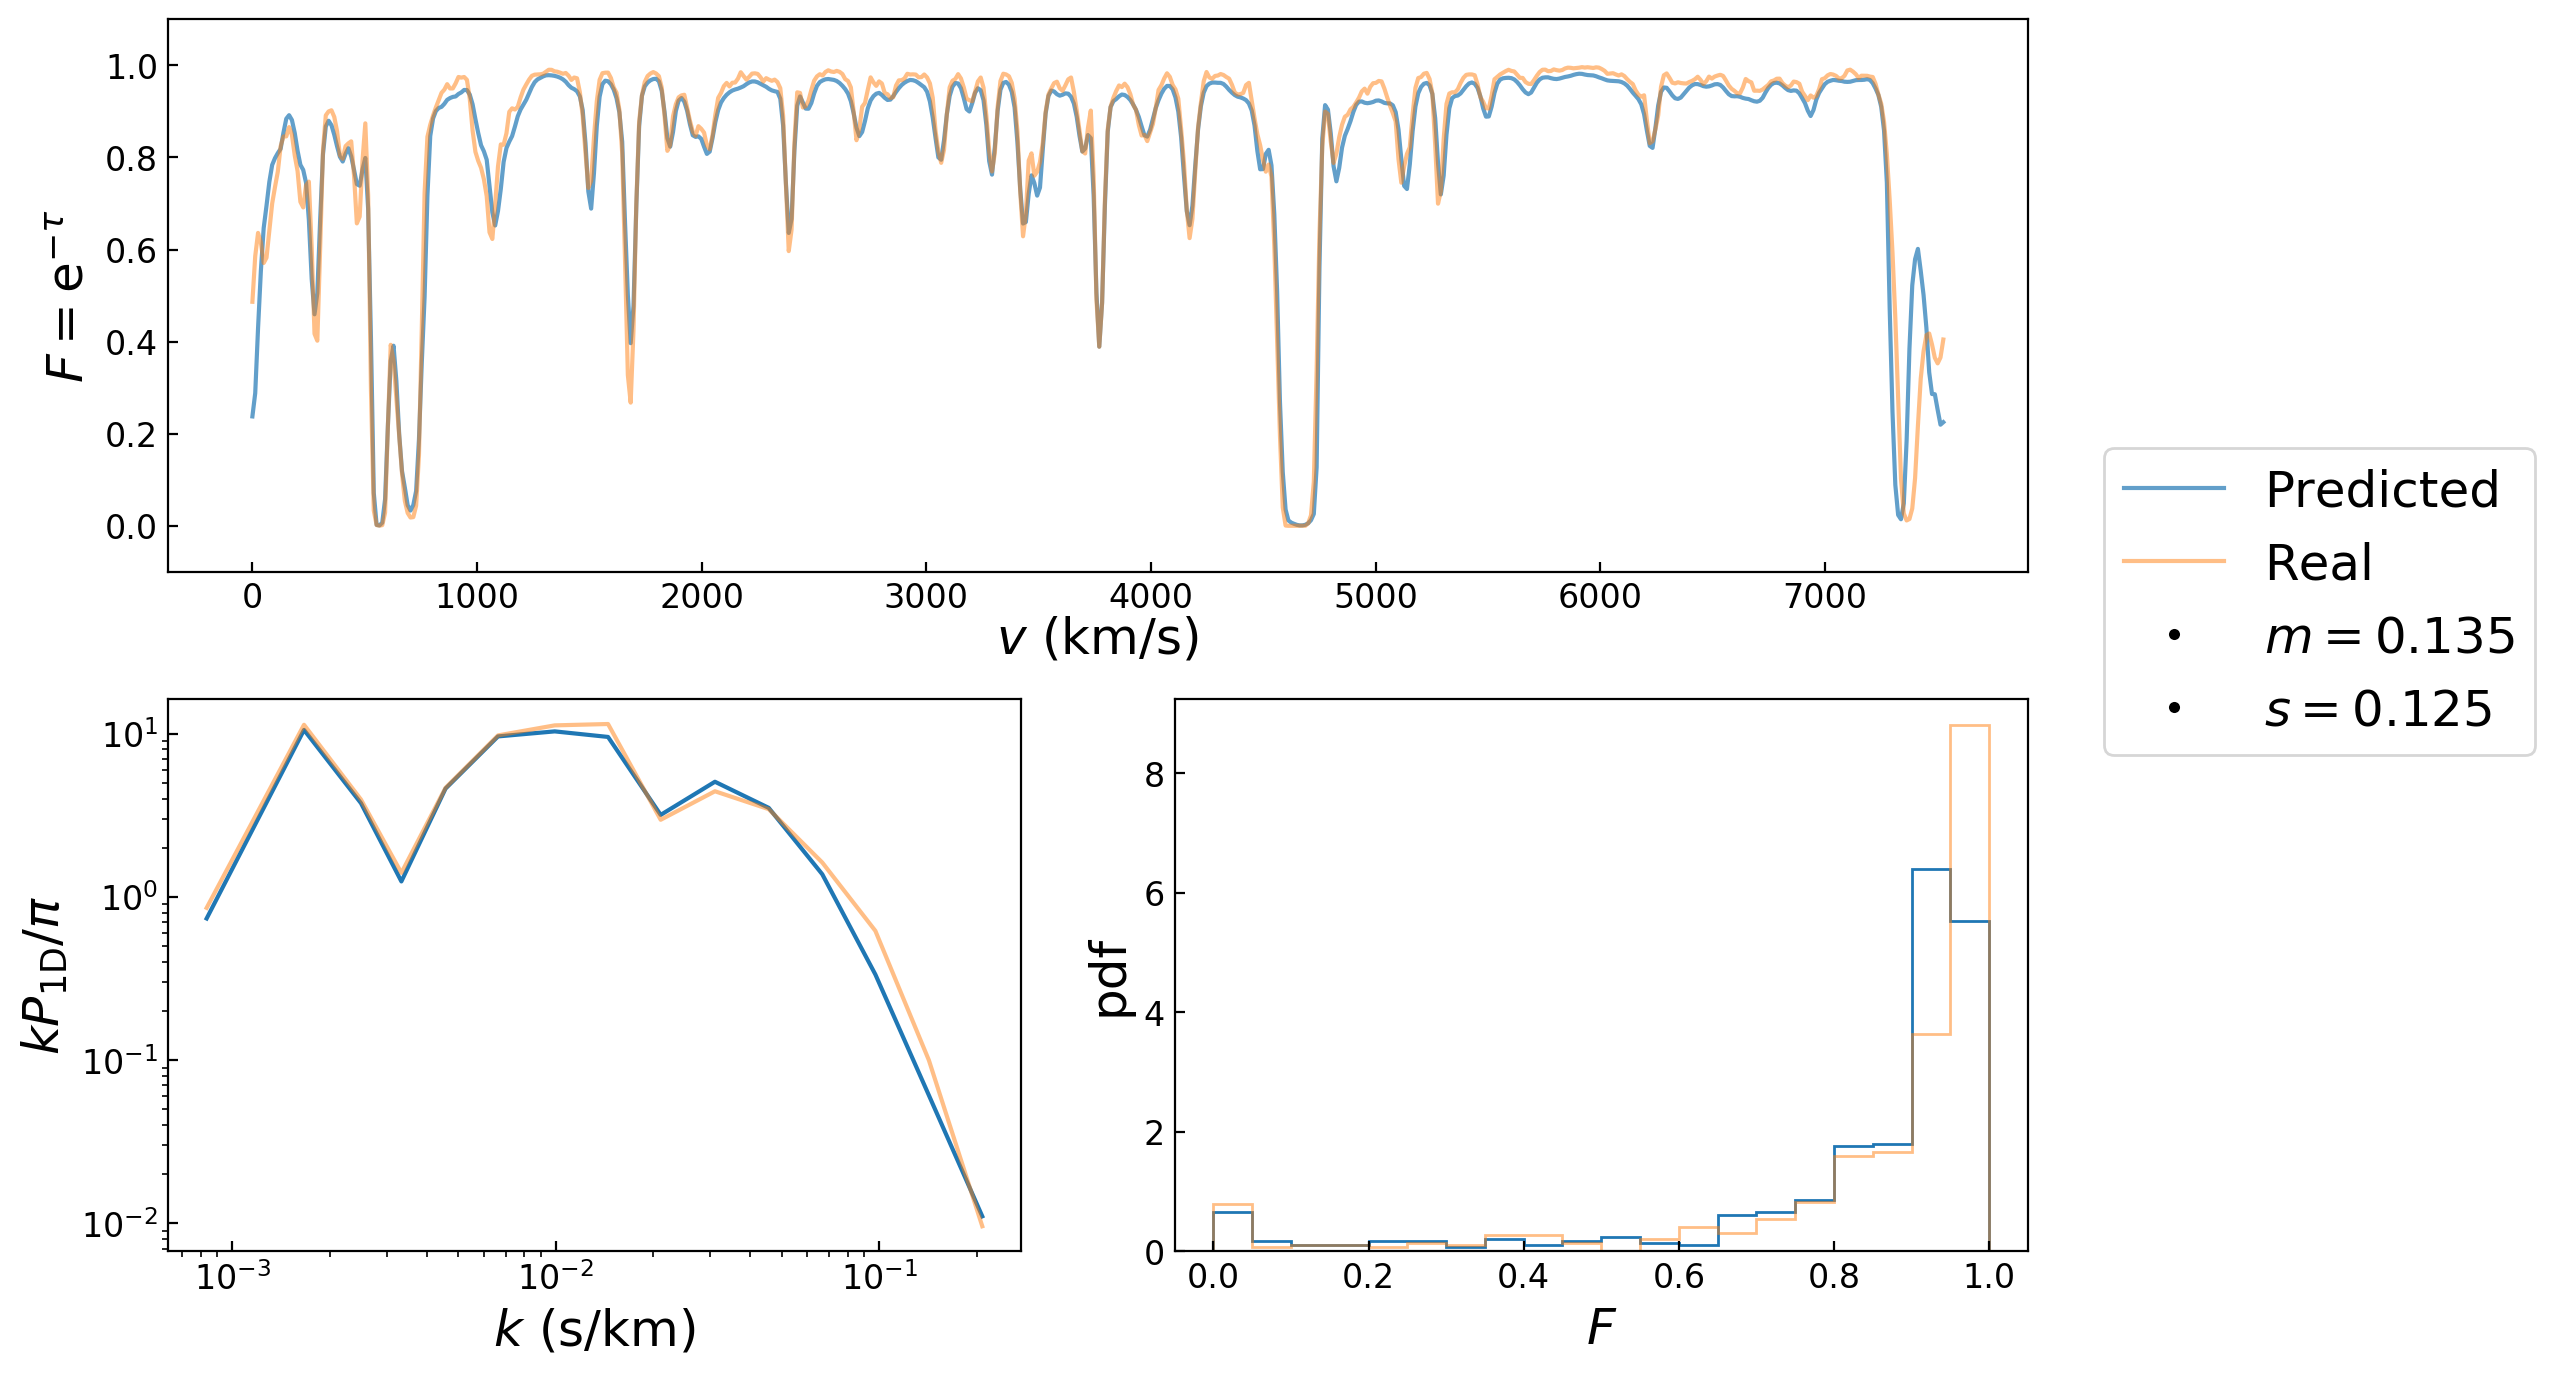 1.0
0.8
0.6
0.4
0.2
0.0
F = e^{-τ}
0 1000 2000 3000 4000 5000 6000 7000
v (km/s)
Predicted
Real
m = 0.135
s = 0.125
10^1
10^0
10^{-1}
10^{-2}
kP_{1D}/π
10^{-3} 10^{-2} 10^{-1}
k (s/km)
8
6
4
2
0
pdf
0.0 0.2 0.4 0.6 0.8 1.0
F